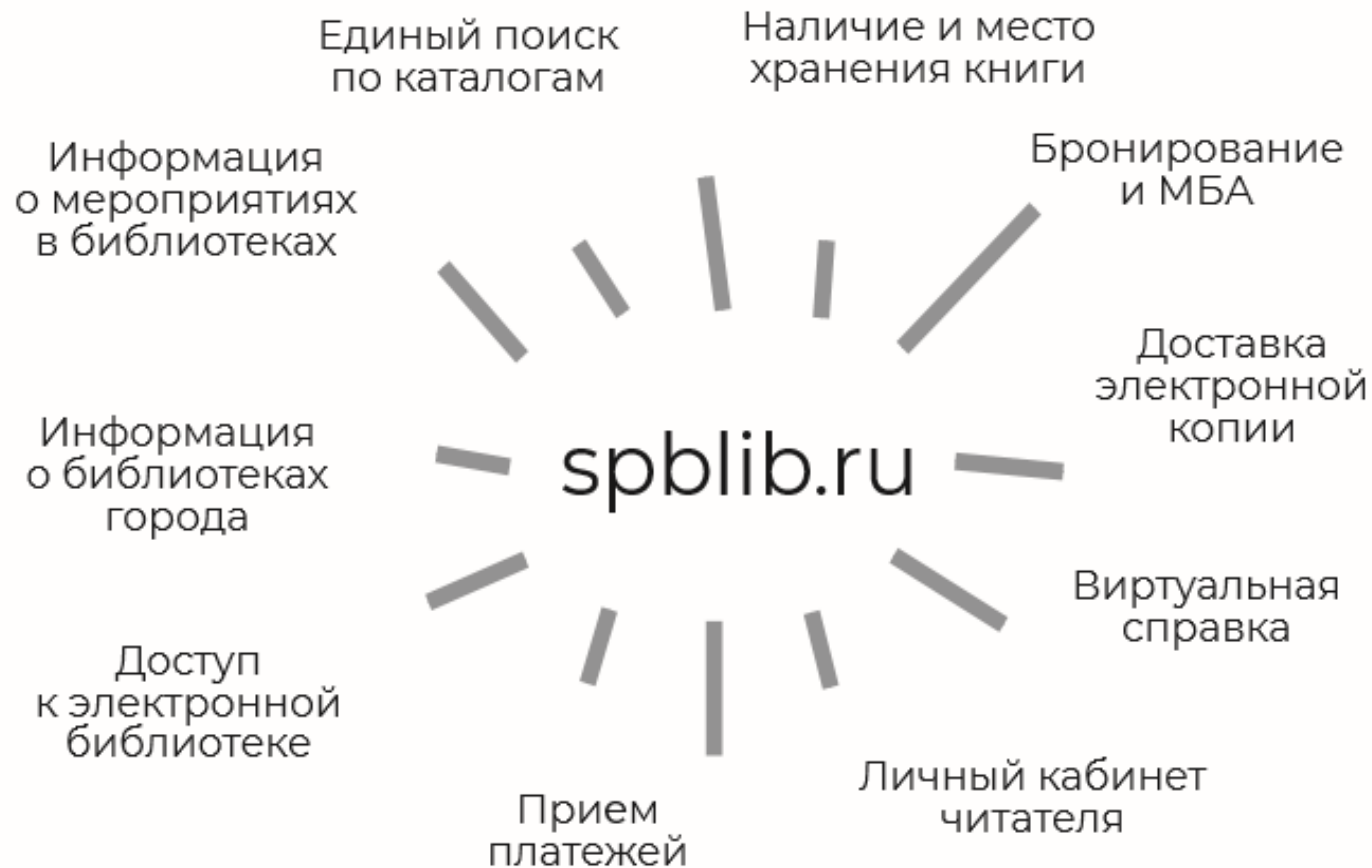 Единый поиск
по каталогам
Наличие и место
хранения книги
Информация
о мероприятиях
в библиотеках
Бронирование
и МБА
Доставка
электронной
копии
Информация
о библиотеках
города
spblib.ru
Виртуальная
справка
Доступ
к электронной
библиотеке
Личный кабинет
читателя
Прием
платежей